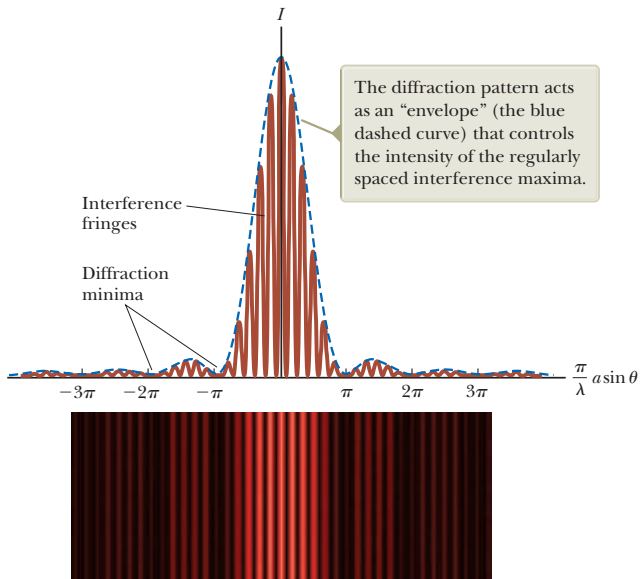 I
The diffraction pattern acts
as an “envelope” (the blue
dashed curve) that controls
the intensity of the regularly
spaced interference maxima.
Interference
fringes
Diffraction
minima
−3π −2π −π π 2π 3π
π/λ a sin θ